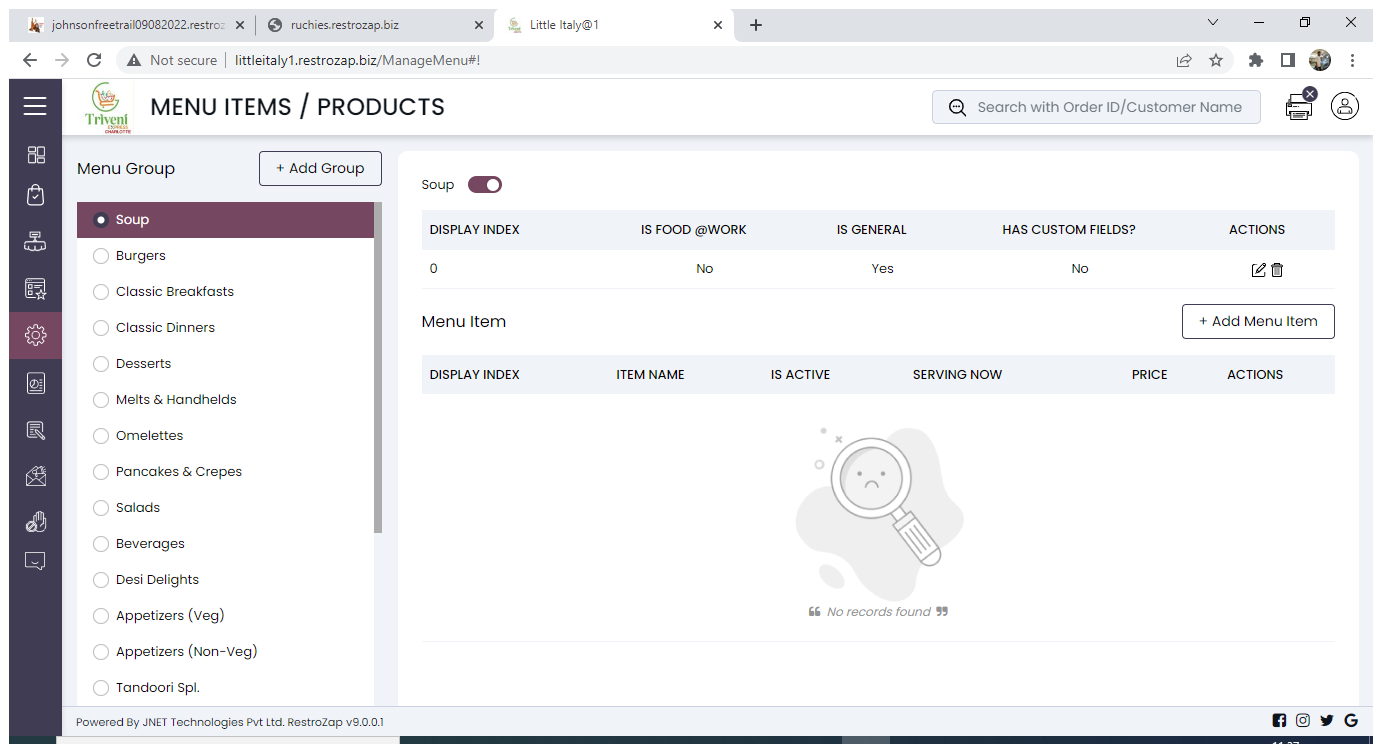 johnsonfreetrail09082022.restroz
ruchies.restrozap.biz
Little Italy@1
Not secure
littleitaly1.restrozap.biz/ManageMenu#!
Triveni
EXPRESS
CHARLOTTE
MENU ITEMS / PRODUCTS
Search with Order ID/Customer Name
Menu Group
+ Add Group
Soup
Burgers
Classic Breakfasts
Classic Dinners
Desserts
Melts & Handhelds
Omelettes
Pancakes & Crepes
Salads
Beverages
Desi Delights
Appetizers (Veg)
Appetizers (Non-Veg)
Tandoori Spl.
Soup
DISPLAY INDEX IS FOOD @WORK IS GENERAL HAS CUSTOM FIELDS? ACTIONS
0 No Yes No
Menu Item
+ Add Menu Item
DISPLAY INDEX ITEM NAME IS ACTIVE SERVING NOW PRICE ACTIONS
❝ No records found ❞
Powered By JNET Technologies Pvt Ltd. RestroZap v9.0.0.1